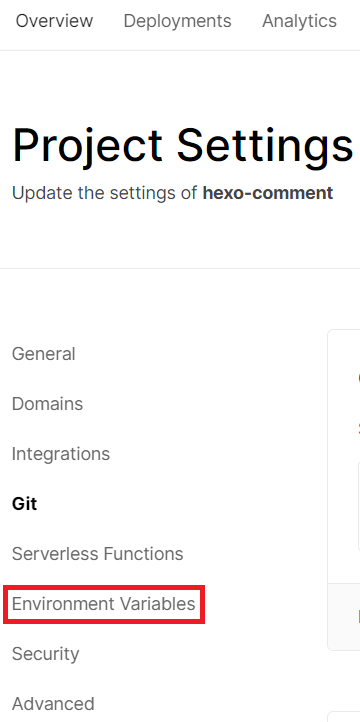 Overview Deployments Analytics
Project Settings
Update the settings of hexo-comment
General
Domains
Integrations
Git
Serverless Functions
Environment Variables
Security
Advanced